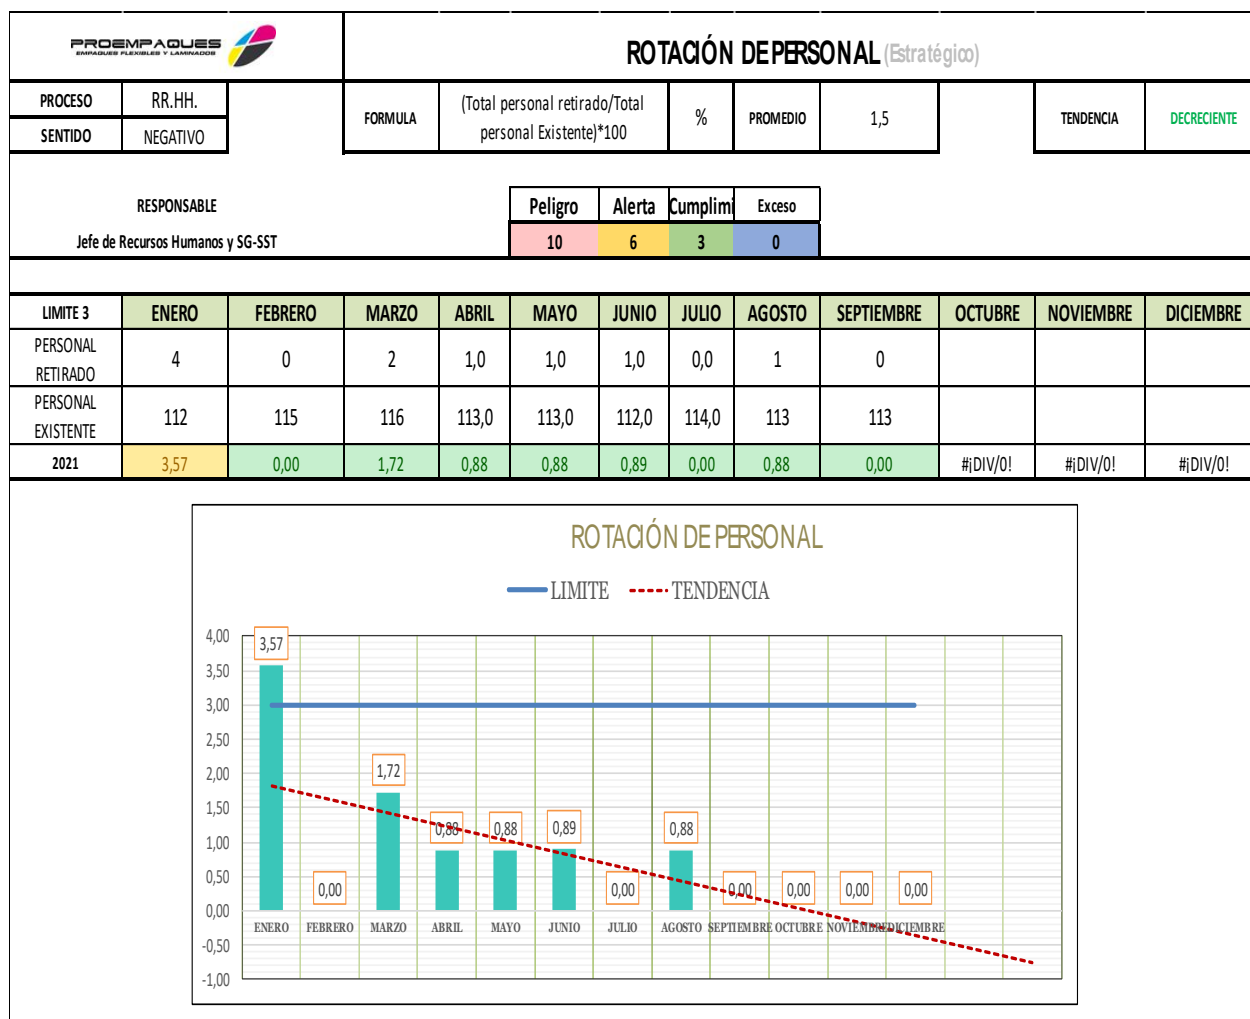 PROEMPAQUES
EMPAQUES FLEXIBLES Y LAMINADOS
ROTACIÓN DE PERSONAL (Estratégico)
PROCESO RR.HH.
SENTIDO NEGATIVO
FORMULA (Total personal retirado/Total personal Existente)*100 % PROMEDIO 1,5 TENDENCIA DECRECIENTE
RESPONSABLE
Jefe de Recursos Humanos y SG-SST
Peligro Alerta Cumplimi Exceso
10 6 3 0
LIMITE 3 ENERO FEBRERO MARZO ABRIL MAYO JUNIO JULIO AGOSTO SEPTIEMBRE OCTUBRE NOVIEMBRE DICIEMBRE
PERSONAL RETIRADO 4 0 2 1,0 1,0 1,0 0,0 1 0
PERSONAL EXISTENTE 112 115 116 113,0 113,0 112,0 114,0 113 113
2021 3,57 0,00 1,72 0,88 0,88 0,89 0,00 0,88 0,00 #¡DIV/0! #¡DIV/0! #¡DIV/0!
ROTACIÓN DE PERSONAL
LIMITE TENDENCIA
4,00
3,50
3,00
2,50
2,00
1,50
1,00
0,50
0,00
-0,50
-1,00
3,57 0,00 1,72 0,88 0,88 0,89 0,00 0,88 0,00 0,00 0,00 0,00
ENERO FEBRERO MARZO ABRIL MAYO JUNIO JULIO AGOSTO SEPTIEMBRE OCTUBRE NOVIEMBRE DICIEMBRE